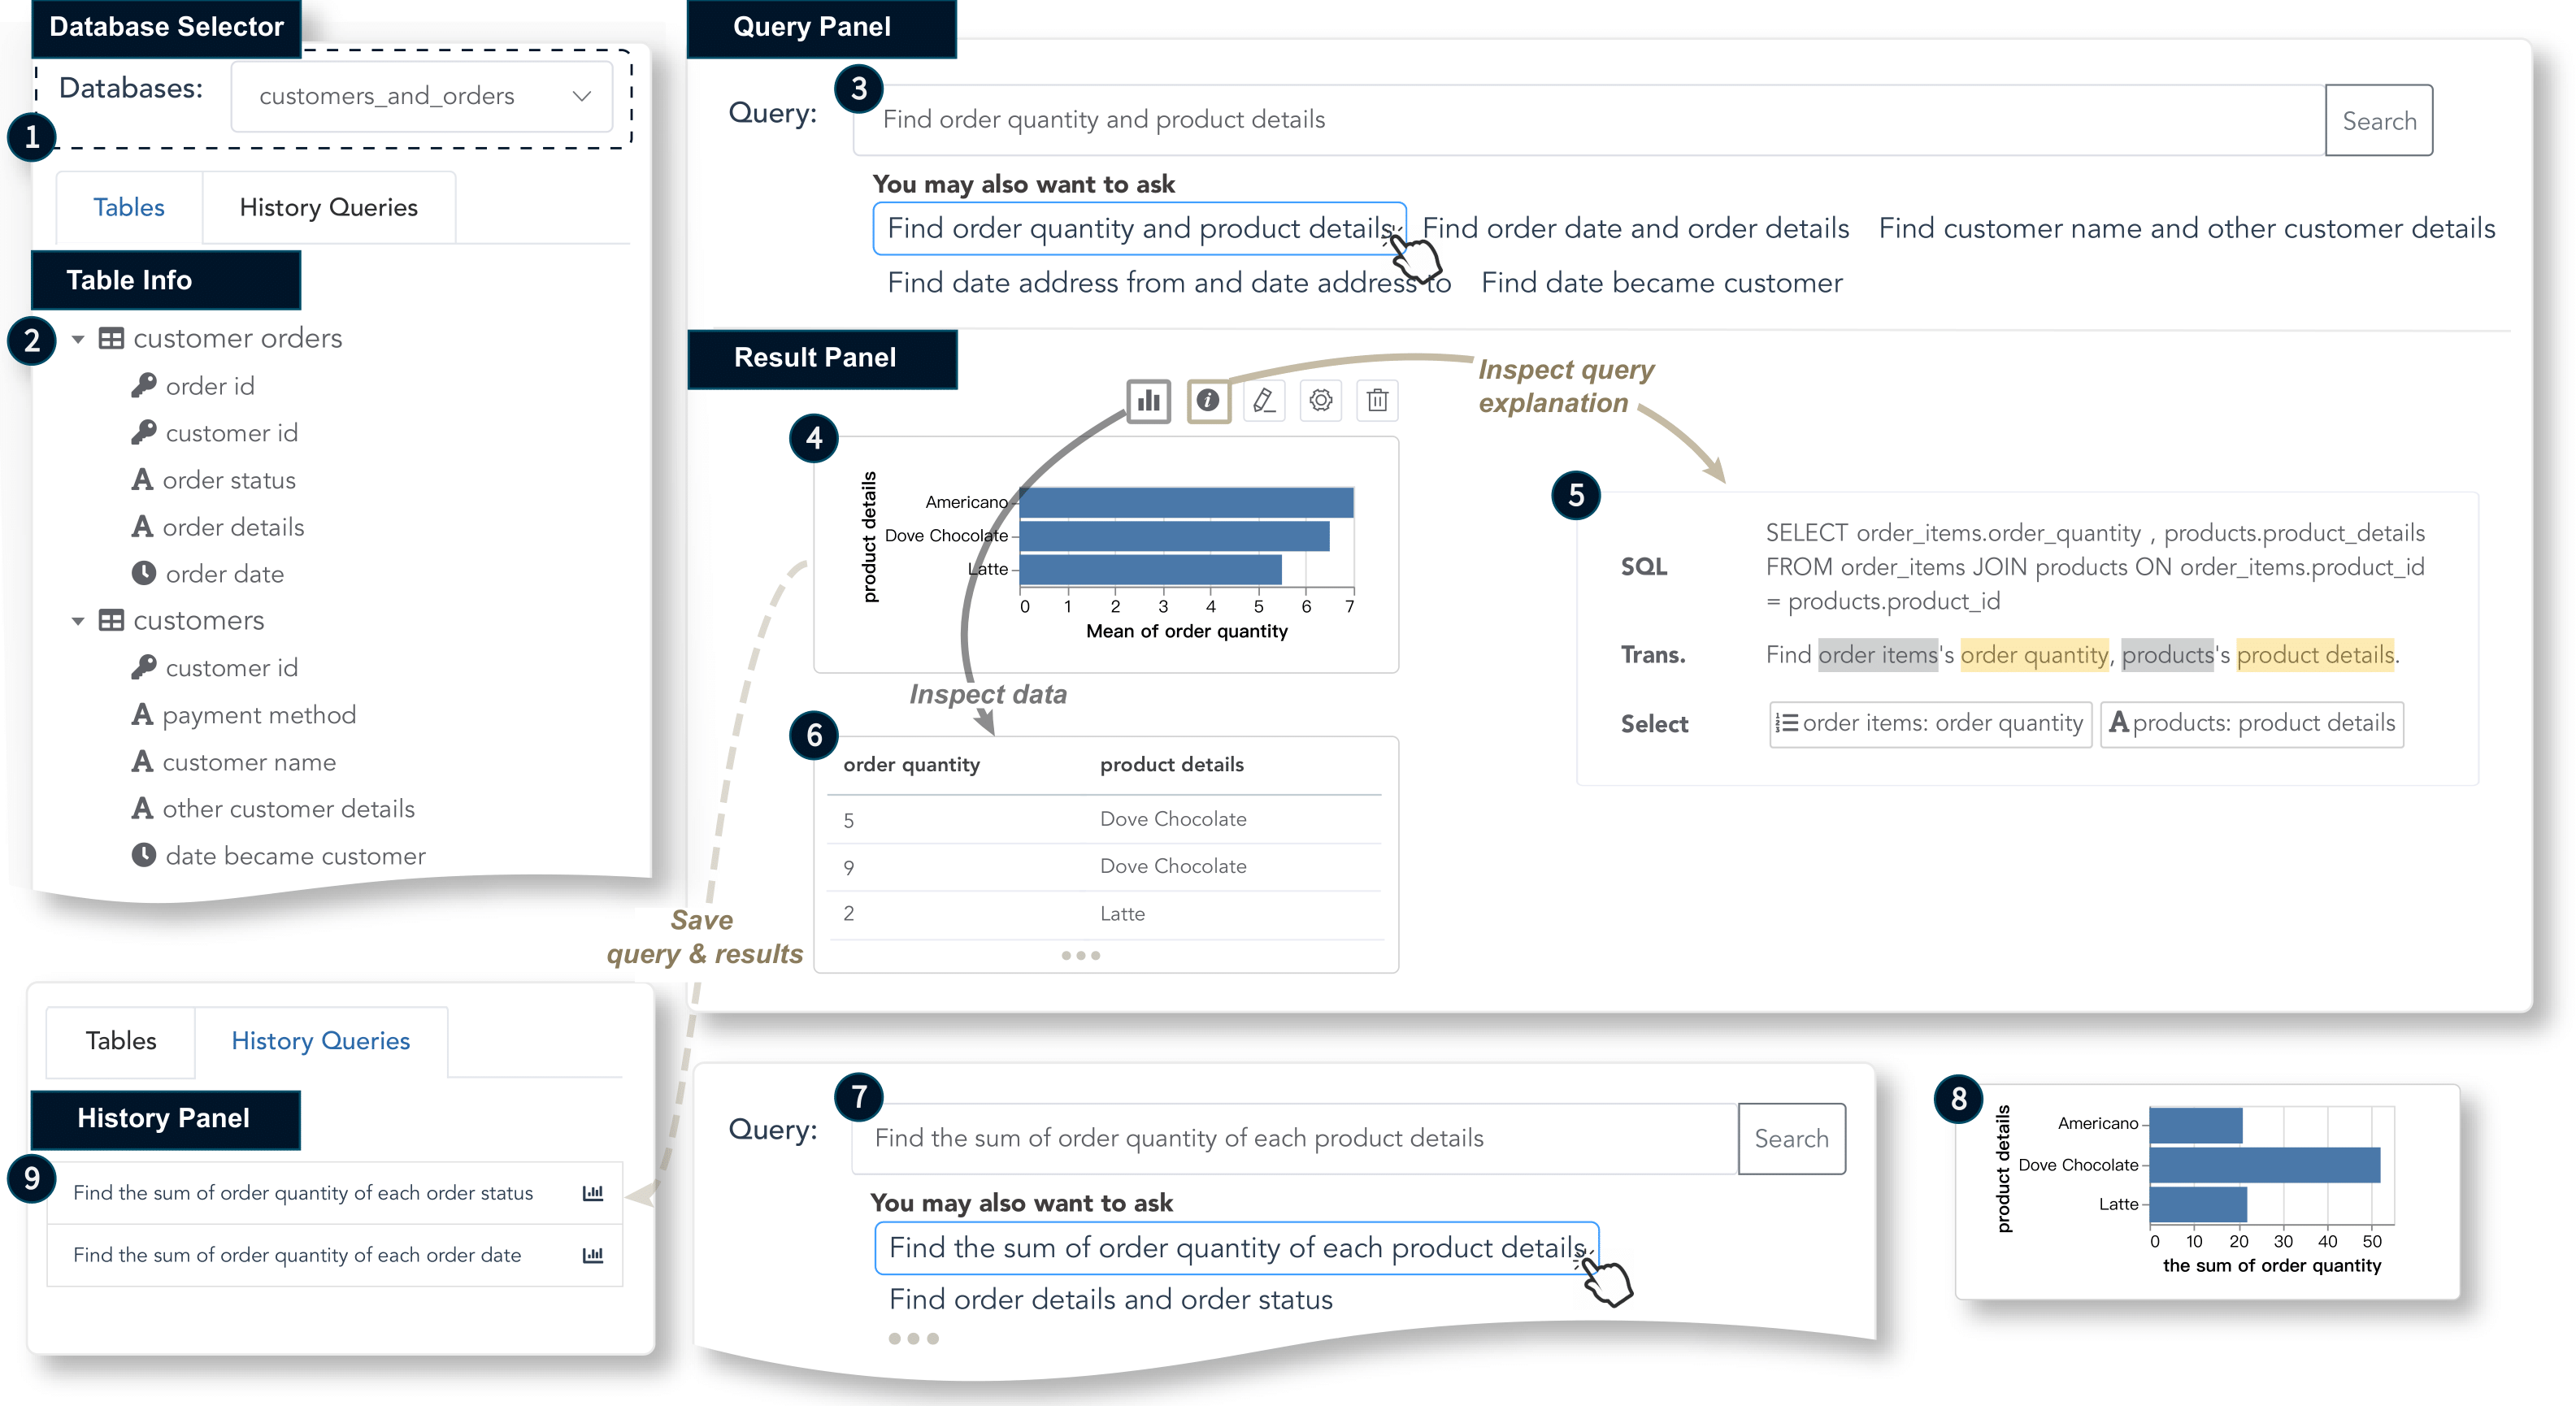 Database Selector
Databases:
customers_and_orders
1
Tables
History Queries
Table Info
2
customer orders
order id
customer id
order status
order details
order date
customers
customer id
payment method
customer name
other customer details
date became customer
Query Panel
3
Query:
Find order quantity and product details
Search
You may also want to ask
Find order quantity and product details
Find order date and order details
Find customer name and other customer details
Find date address from and date address to
Find date became customer
Result Panel
Inspect query
explanation
4
product details
Americano
Dove Chocolate
Latte
0 1 2 3 4 5 6 7
Mean of order quantity
Inspect data
5
SQL
SELECT order_items.order_quantity , products.product_details
FROM order_items JOIN products ON order_items.product_id
= products.product_id
Trans.
Find order items's order quantity, products's product details.
Select
order items: order quantity
products: product details
6
order quantity product details
5 Dove Chocolate
9 Dove Chocolate
2 Latte
Save
query & results
Tables
History Queries
History Panel
9
Find the sum of order quantity of each order status
Find the sum of order quantity of each order date
7
Query:
Find the sum of order quantity of each product details
Search
You may also want to ask
Find the sum of order quantity of each product details
Find order details and order status
8
product details
Americano
Dove Chocolate
Latte
0 10 20 30 40 50
the sum of order quantity